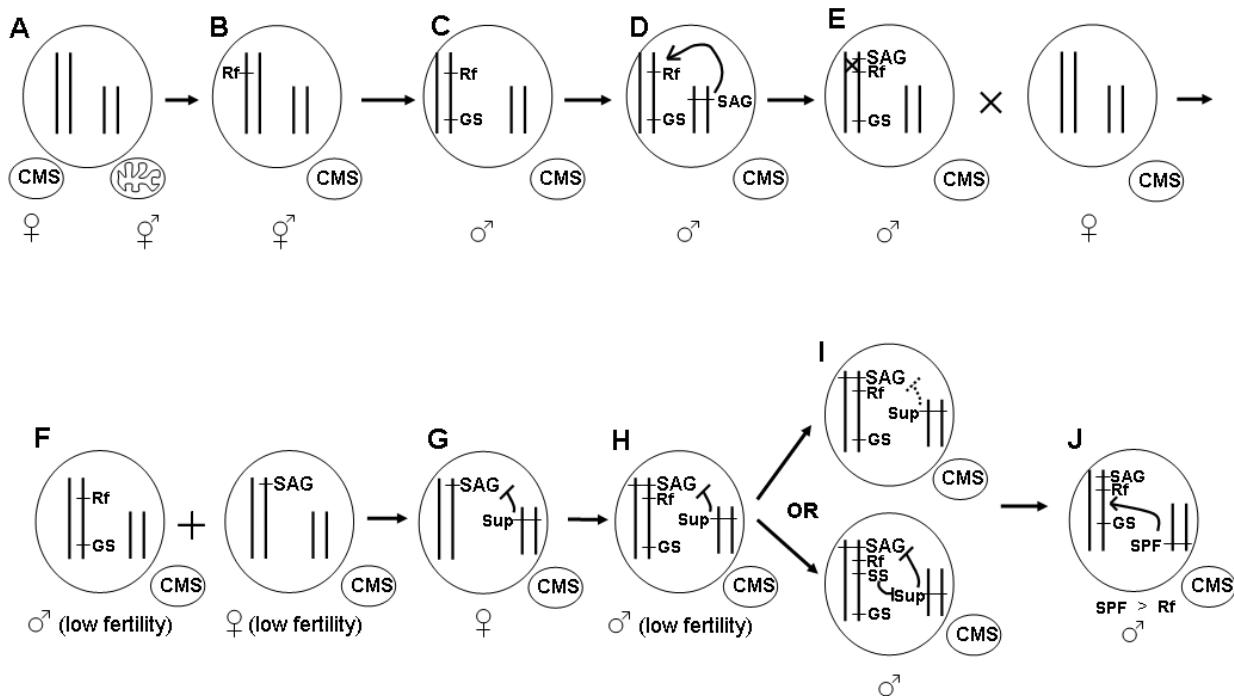 A
B
C
D
E
Rf
Rf
GS
Rf
SAG
GS
SAG
Rf
GS
CMS
CMS
CMS
CMS
CMS
CMS
♀
⚥
⚥
♂
♂
♂
×
♀
F
G
H
I
J
SAG
Rf
Sup
GS
CMS
Rf
GS
CMS
♂ (low fertility)
+
SAG
CMS
♀ (low fertility)
SAG
Sup
CMS
♀
SAG
Rf
Sup
GS
CMS
♂ (low fertility)
OR
SAG
Rf
SS
Sup
GS
CMS
♂
SAG
Rf
GS
SPF
CMS
SPF > Rf
♂